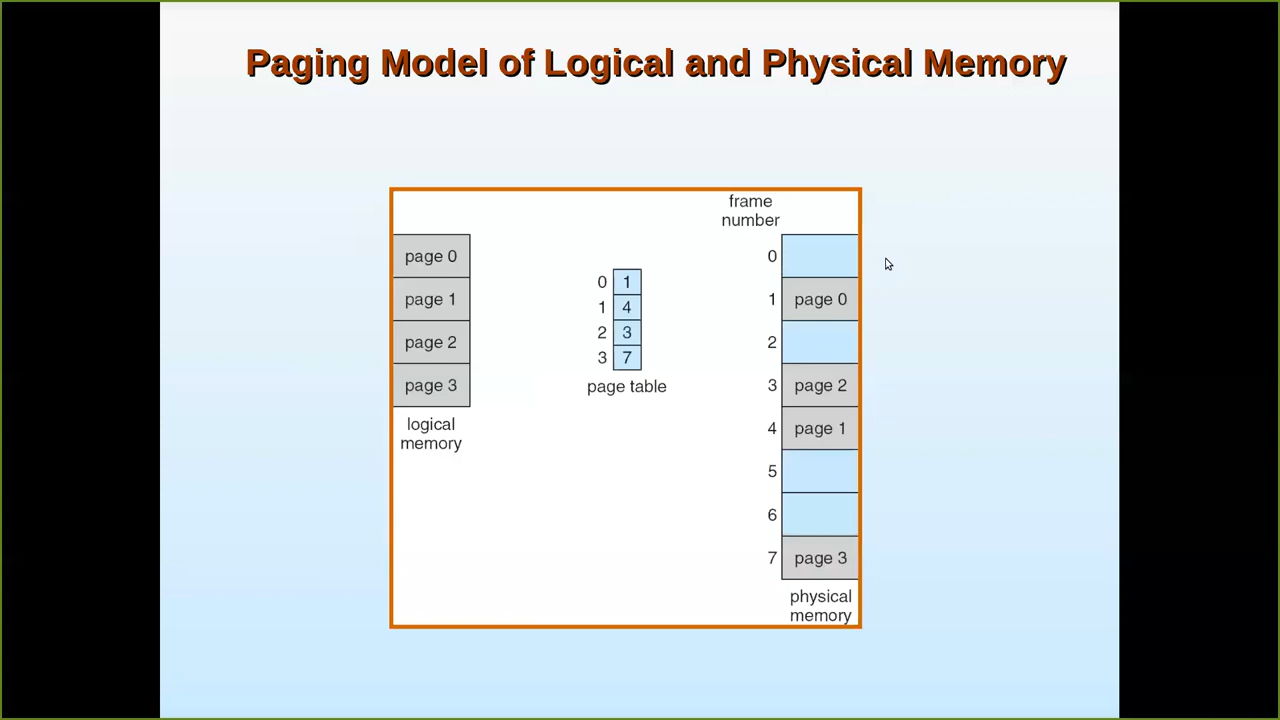 Paging Model of Logical and Physical Memory
page 0
page 1
page 2
page 3
logical
memory
0 1
1 4
2 3
3 7
page table
frame
number
0
1 page 0
2
3 page 2
4 page 1
5
6
7 page 3
physical
memory